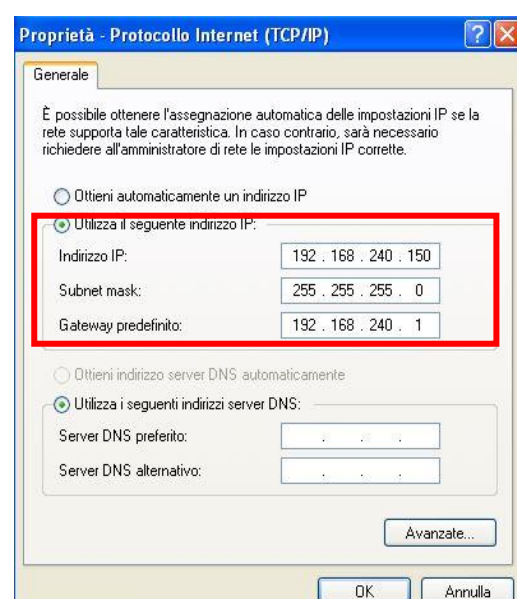 Proprietà - Protocollo Internet (TCP/IP)
Generale
È possibile ottenere l'assegnazione automatica delle impostazioni IP se la
rete supporta tale caratteristica. In caso contrario, sarà necessario
richiedere all'amministratore di rete le impostazioni IP corrette.
Ottieni automaticamente un indirizzo IP
Utilizza il seguente indirizzo IP:
Indirizzo IP: 192 . 168 . 240 . 150
Subnet mask: 255 . 255 . 255 . 0
Gateway predefinito: 192 . 168 . 240 . 1
Ottieni indirizzo server DNS automaticamente
Utilizza i seguenti indirizzi server DNS:
Server DNS preferito: . . .
Server DNS alternativo: . . .
Avanzate...
OK Annulla